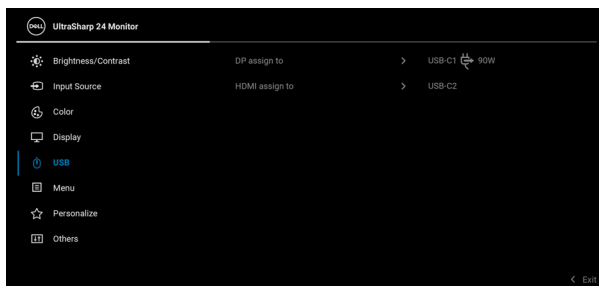 DELL UltraSharp 24 Monitor
Brightness/Contrast DP assign to > USB-C1 90W
Input Source HDMI assign to > USB-C2
Color
Display
USB
Menu
Personalize
Others
< Exit